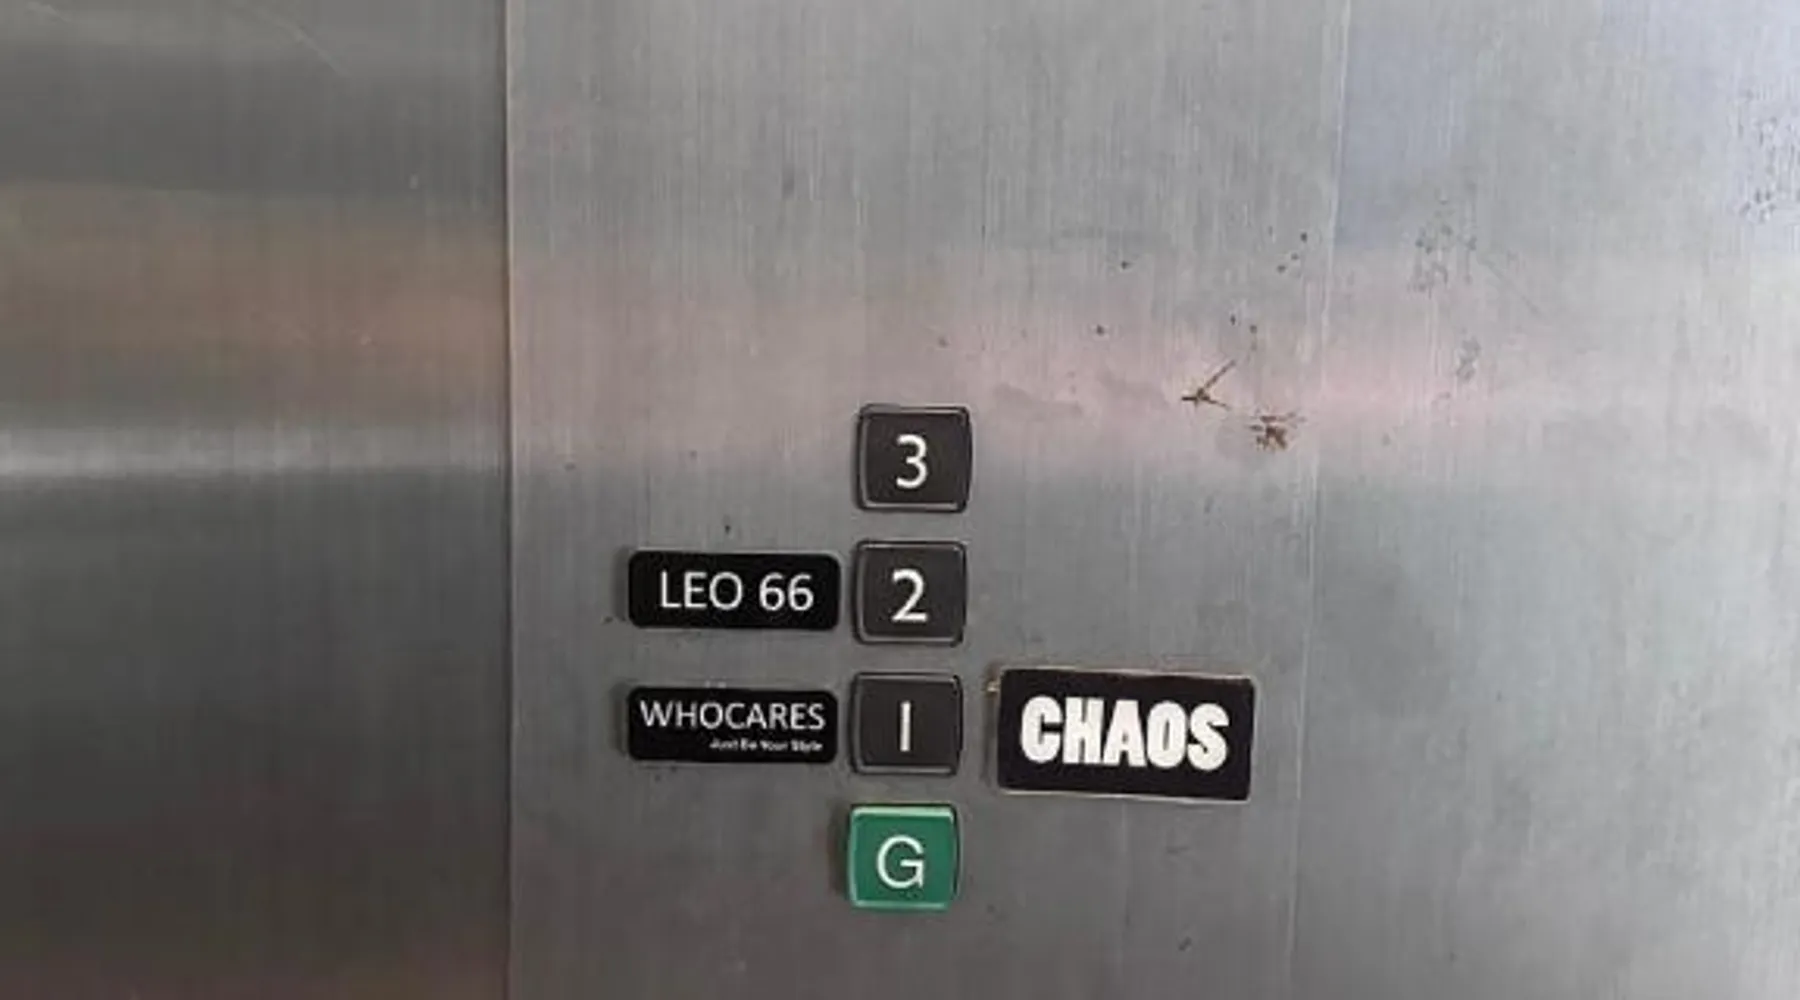 3
LEO 66
2
WHOCARES
Just Be Your Style
1
CHAOS
G